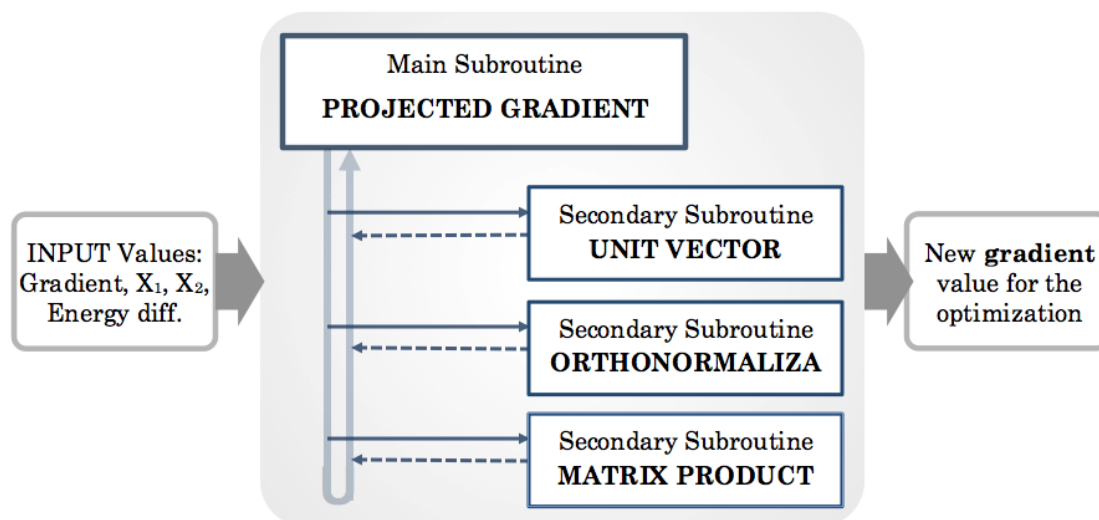 Main Subroutine
PROJECTED GRADIENT
INPUT Values:
Gradient, X₁, X₂,
Energy diff.
Secondary Subroutine
UNIT VECTOR
Secondary Subroutine
ORTHONORMALIZA
Secondary Subroutine
MATRIX PRODUCT
New gradient
value for the
optimization